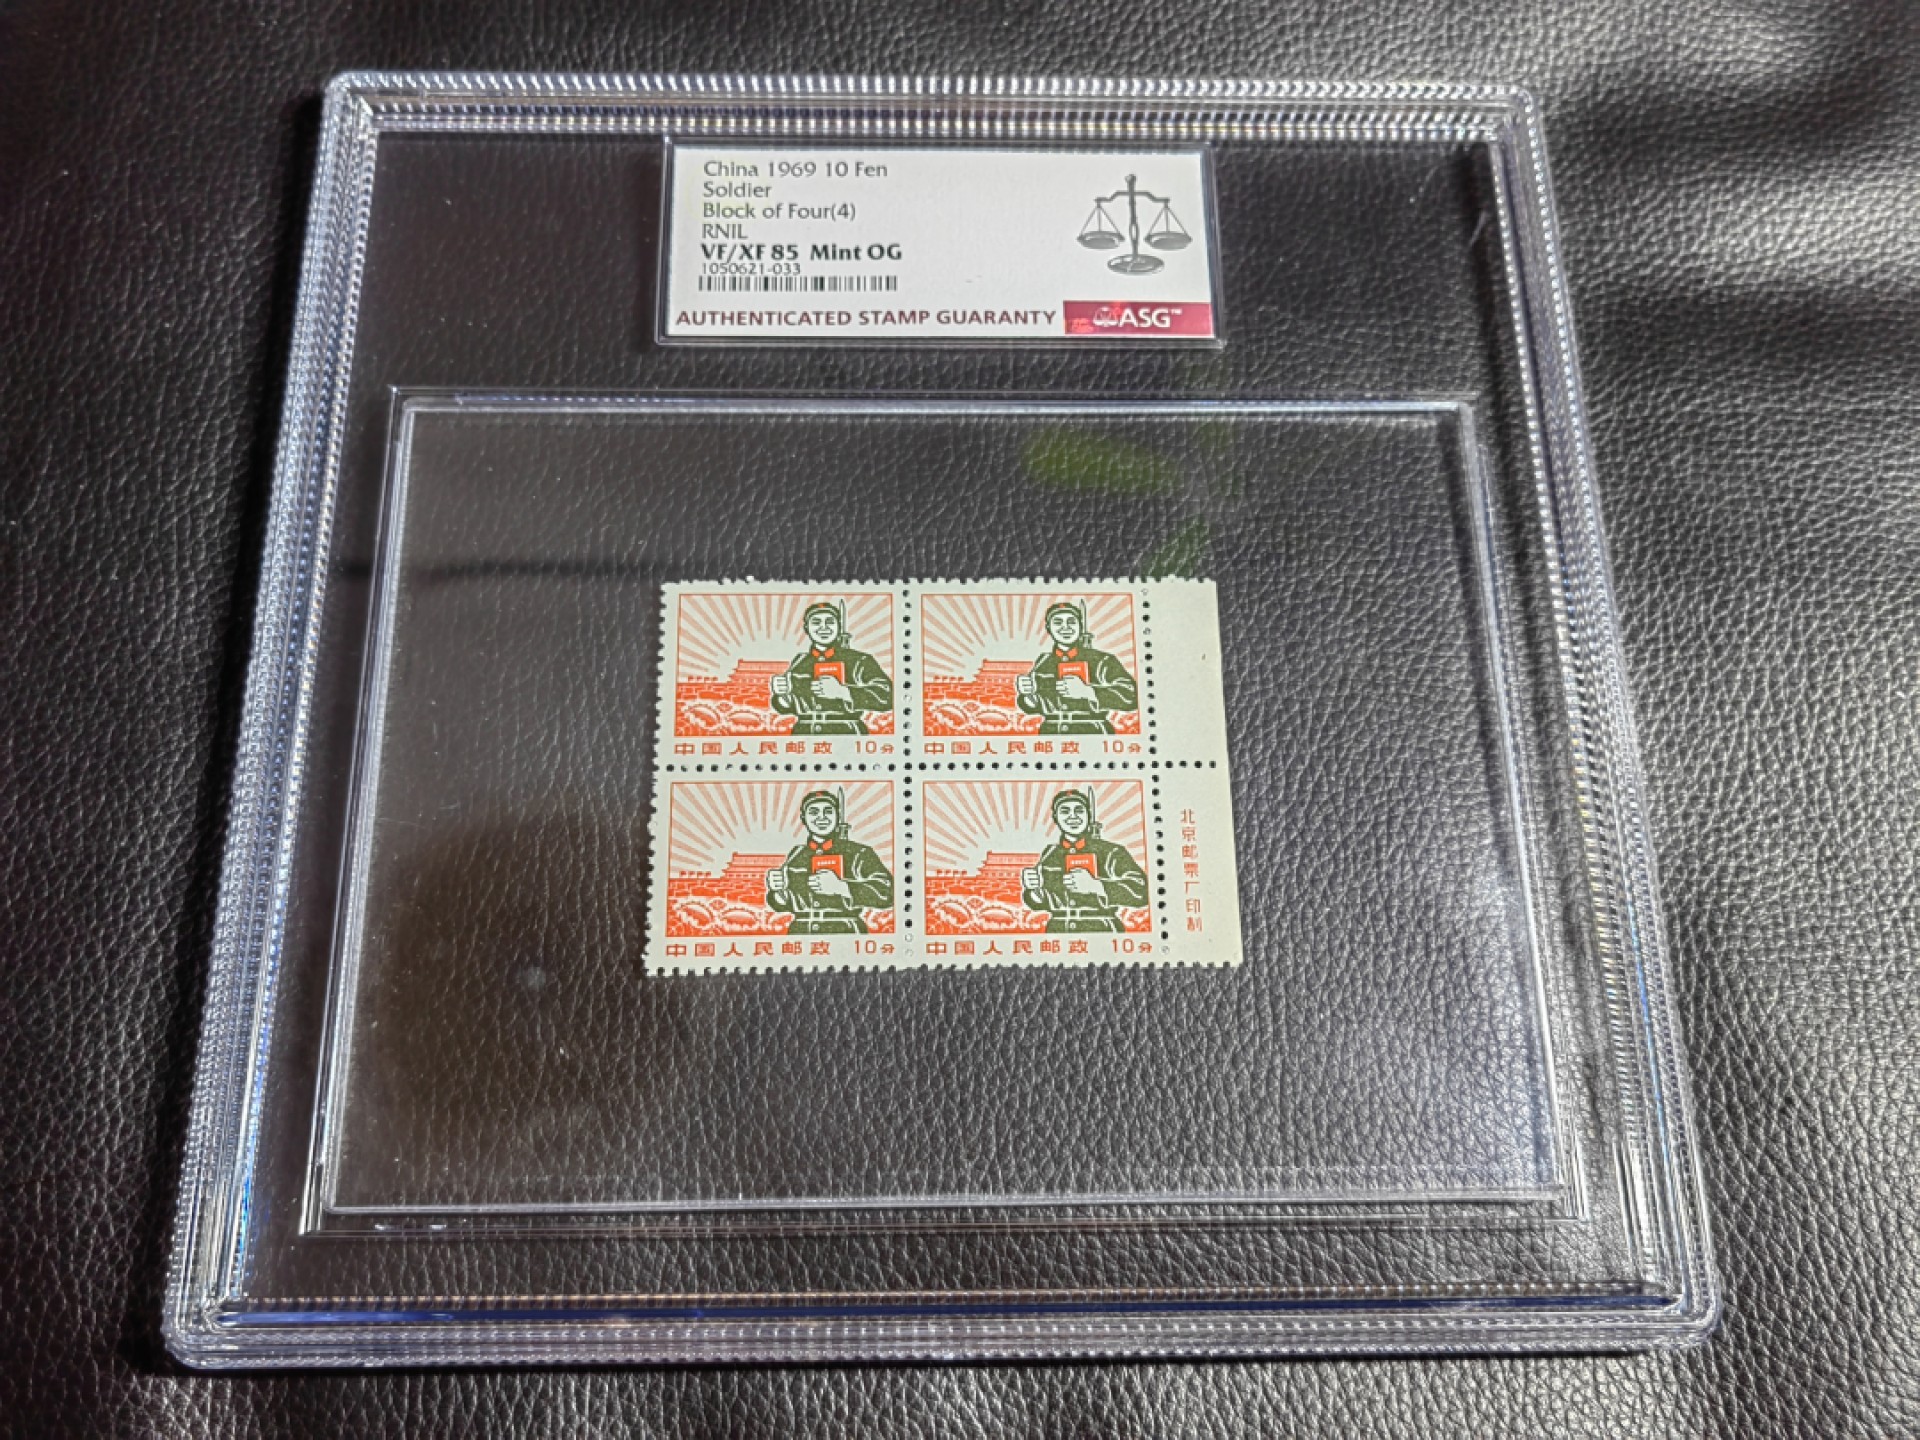 China 1969 10 Fen
Soldier
Block of Four(4)
RNIL
VF/XF 85 Mint OG
1050621-033
AUTHENTICATED STAMP GUARANTY
ASG™
中国人民邮政 10分
中国人民邮政 10分
中国人民邮政 10分
中国人民邮政 10分
北京邮票厂印制